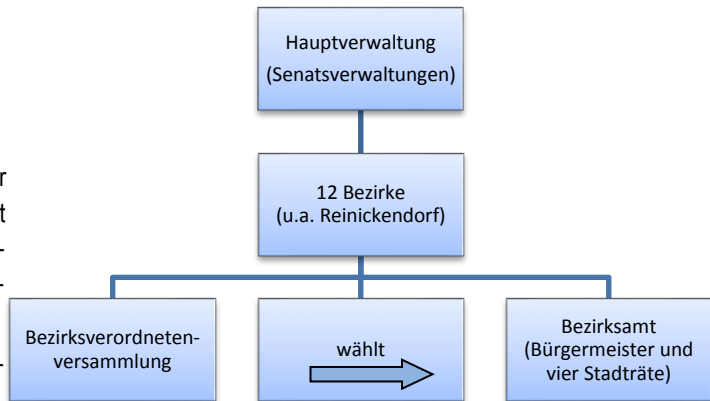 Hauptverwaltung
(Senatsverwaltungen)
12 Bezirke
(u.a. Reinickendorf)
r
t
-
-
-
Bezirksverordneten-
versammlung
wählt
Bezirksamt
(Bürgermeister und
vier Stadträte)